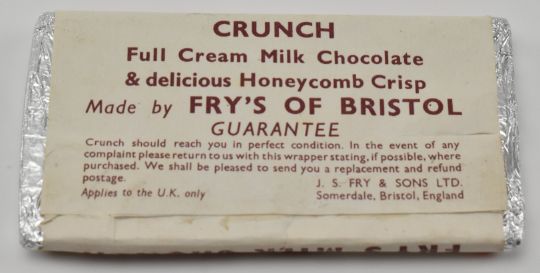 CRUNCH
Full Cream Milk Chocolate
& delicious Honeycomb Crisp
Made by FRY'S OF BRISTOL
GUARANTEE
Crunch should reach you in perfect condition. In the event of any
complaint please return to us with this wrapper stating, if possible, where
purchased. We shall be pleased to send you a replacement and refund
postage. J. S. FRY & SONS LTD.
Applies to the U.K. only Somerdale, Bristol, England
FRY'S MILK